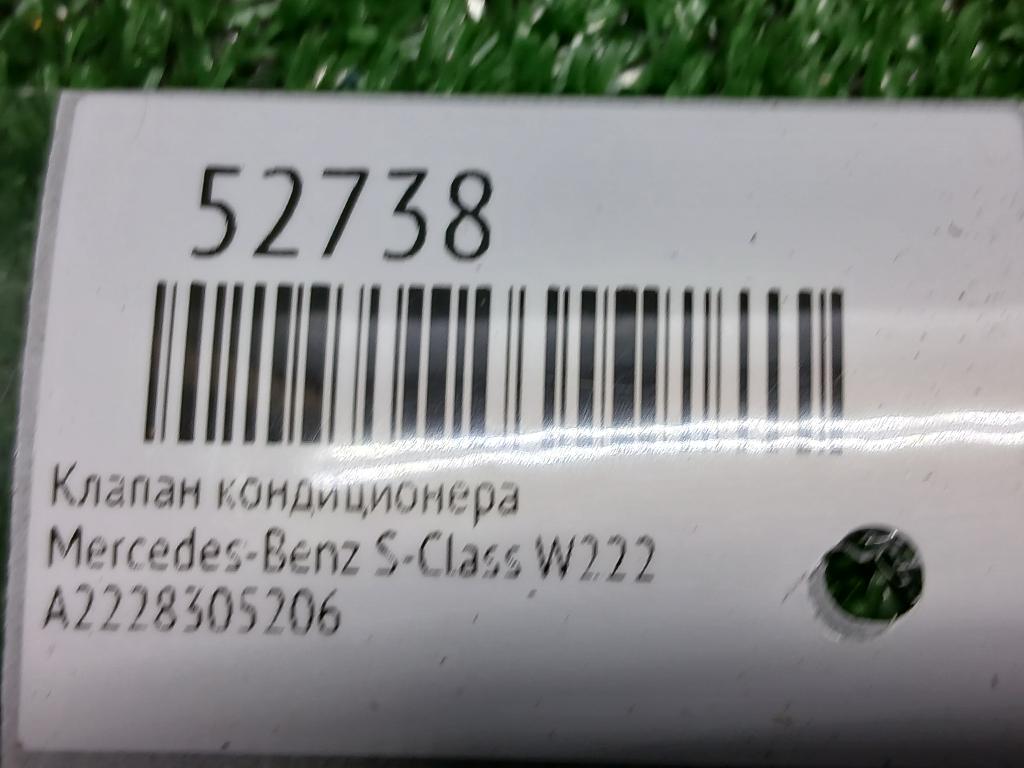 52738
Клапан кондиционера
Mercedes-Benz S-Class W222
A2228305206